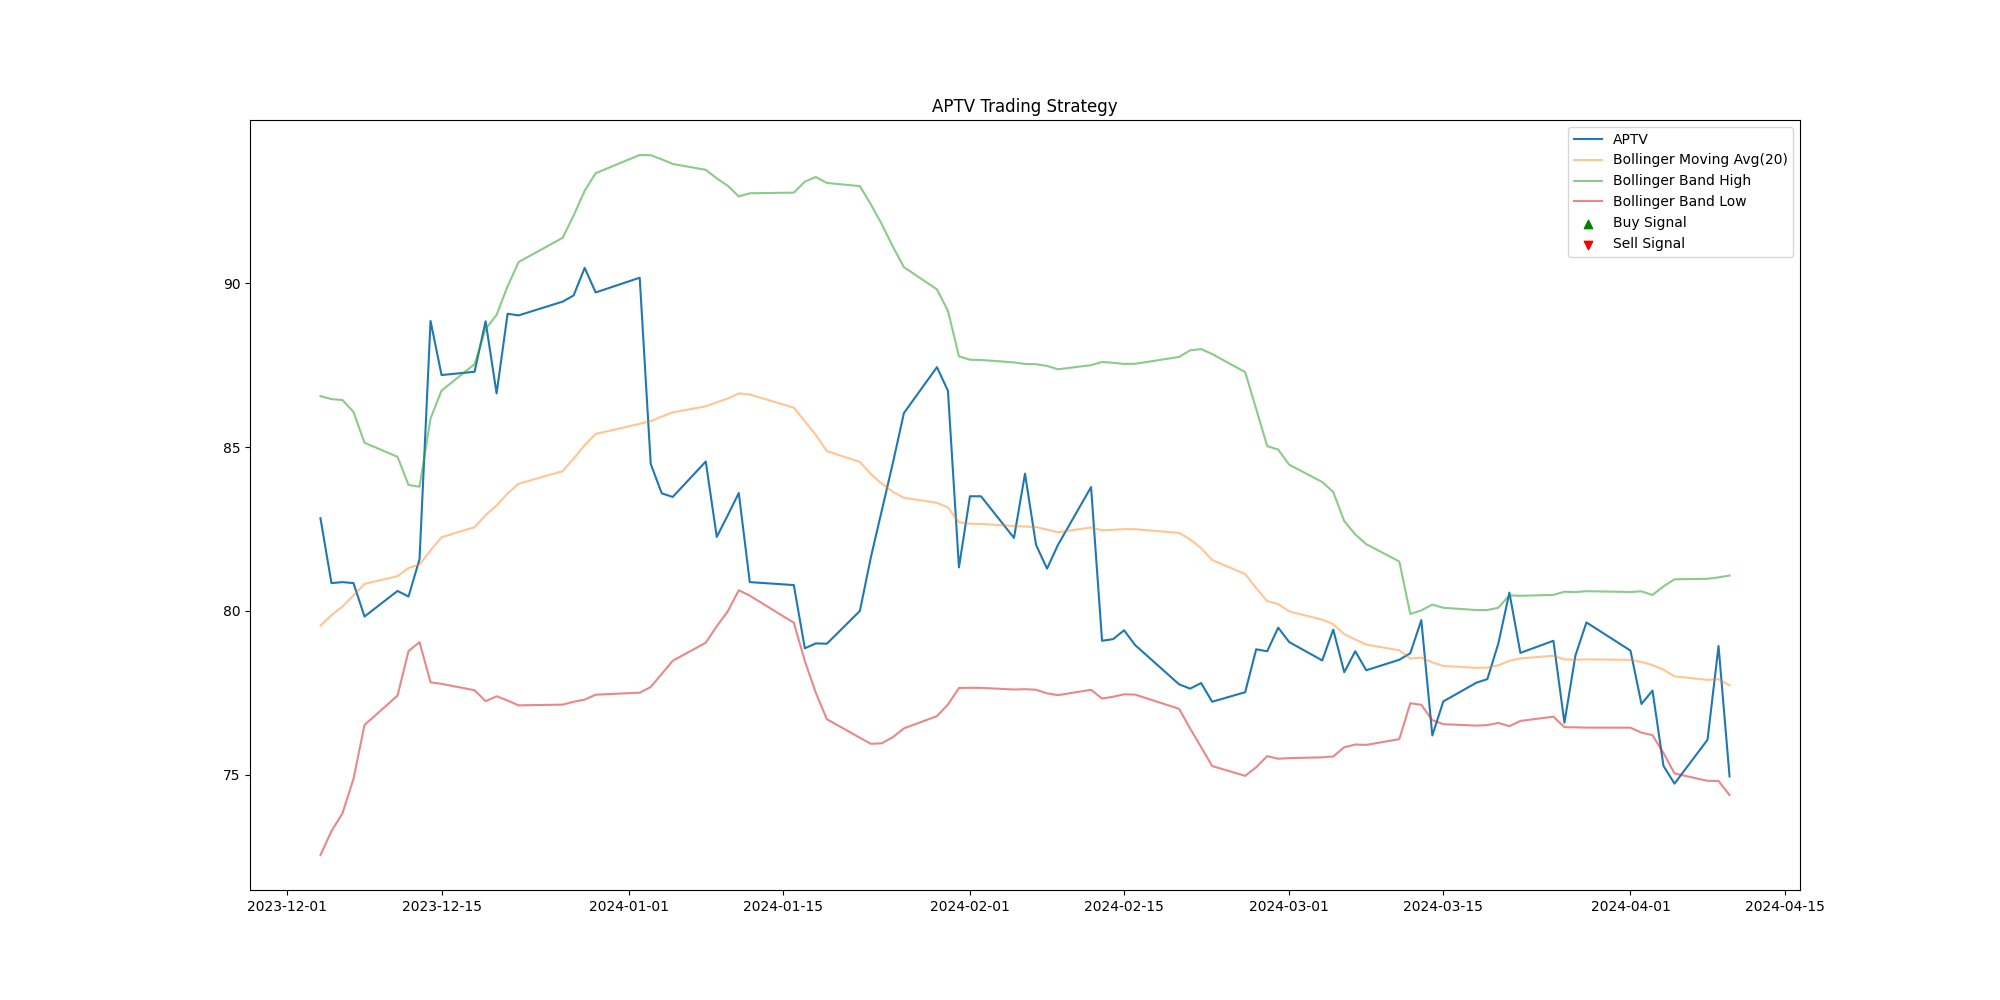 APTV Trading Strategy
APTV
Bollinger Moving Avg(20)
Bollinger Band High
Bollinger Band Low
Buy Signal
Sell Signal
90
85
80
75
2023-12-01
2023-12-15
2024-01-01
2024-01-15
2024-02-01
2024-02-15
2024-03-01
2024-03-15
2024-04-01
2024-04-15